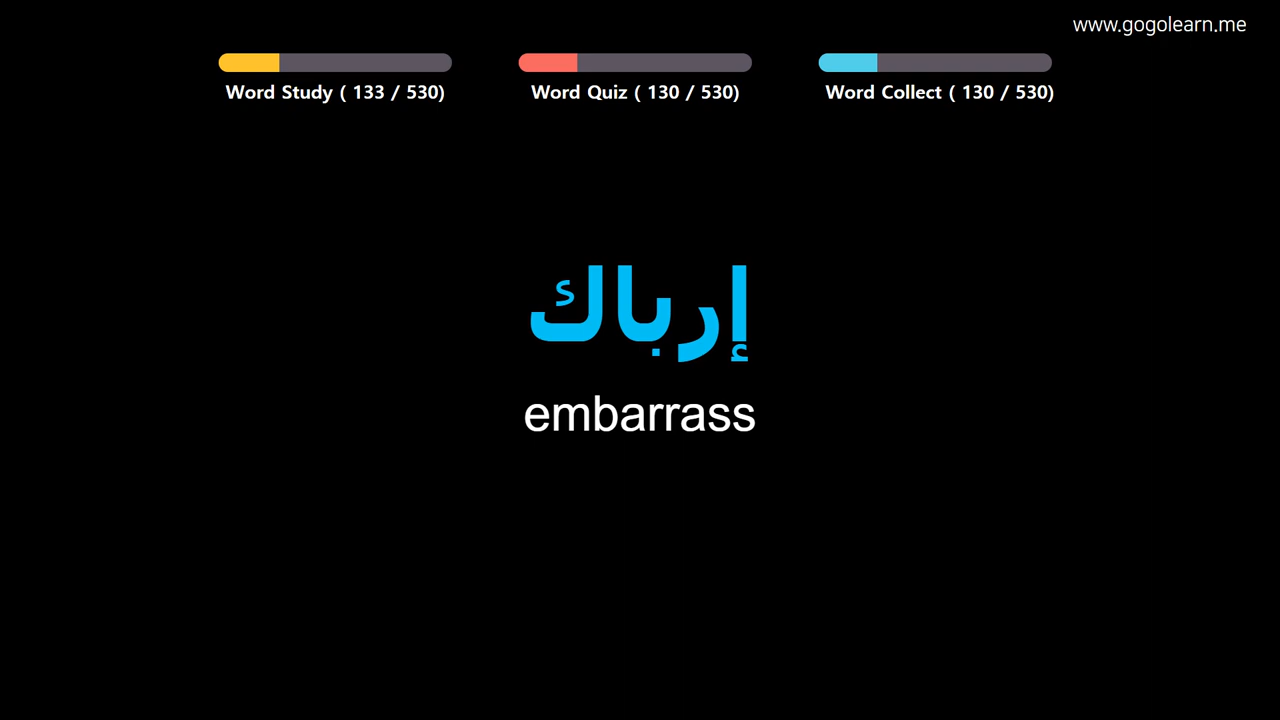 www.gogolearn.me
Word Study ( 133 / 530)
Word Quiz ( 130 / 530)
Word Collect ( 130 / 530)
إرباك
embarrass